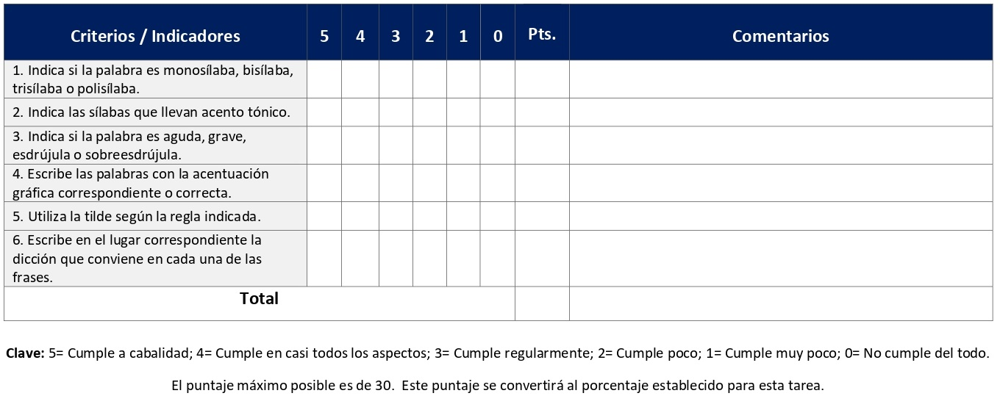 Criterios / Indicadores 5 4 3 2 1 0 Pts. Comentarios
1. Indica si la palabra es monosílaba, bisílaba,
trisílaba o polisílaba.
2. Indica las sílabas que llevan acento tónico.
3. Indica si la palabra es aguda, grave,
esdrújula o sobreesdrújula.
4. Escribe las palabras con la acentuación
gráfica correspondiente o correcta.
5. Utiliza la tilde según la regla indicada.
6. Escribe en el lugar correspondiente la
dicción que conviene en cada una de las
frases.
Total
Clave: 5= Cumple a cabalidad; 4= Cumple en casi todos los aspectos; 3= Cumple regularmente; 2= Cumple poco; 1= Cumple muy poco; 0= No cumple del todo.
El puntaje máximo posible es de 30. Este puntaje se convertirá al porcentaje establecido para esta tarea.